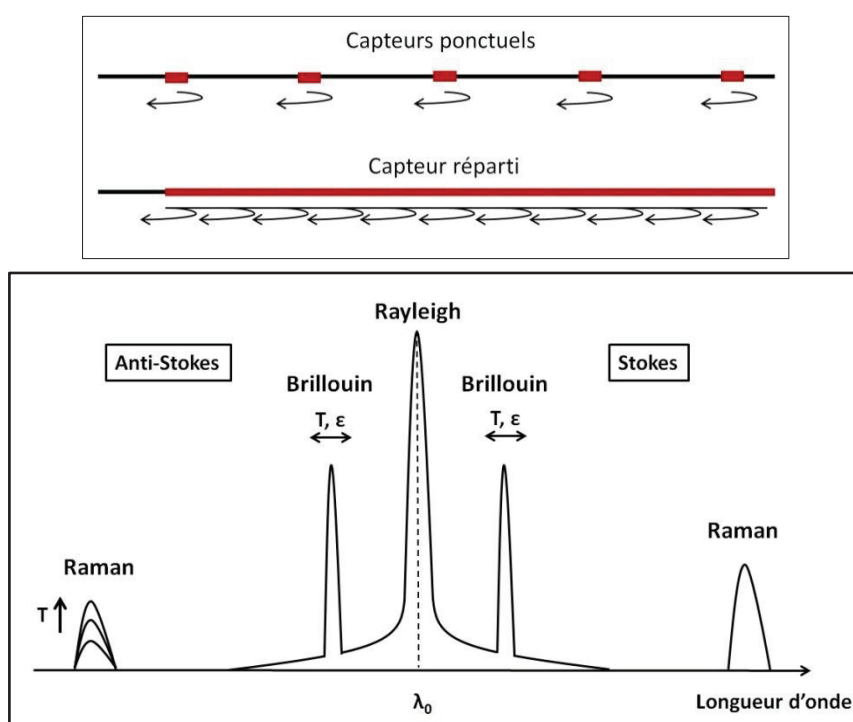 Capteurs ponctuels
Capteur réparti
Rayleigh
Anti-Stokes
Stokes
Brillouin
Brillouin
T, ε
T, ε
Raman
Raman
T
λ0
Longueur d'onde